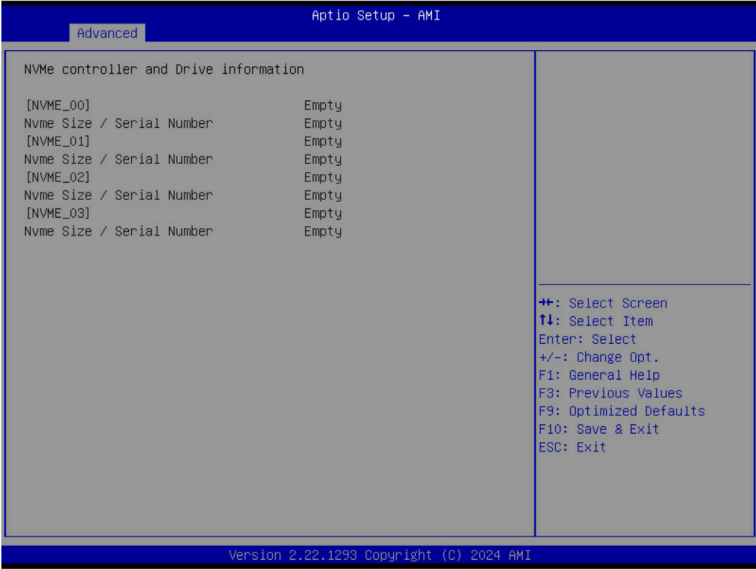 Aptio Setup – AMI
Advanced
NVMe controller and Drive information
[NVME_00] Empty
Nvme Size / Serial Number Empty
[NVME_01] Empty
Nvme Size / Serial Number Empty
[NVME_02] Empty
Nvme Size / Serial Number Empty
[NVME_03] Empty
Nvme Size / Serial Number Empty
→←: Select Screen
↑↓: Select Item
Enter: Select
+/-: Change Opt.
F1: General Help
F3: Previous Values
F9: Optimized Defaults
F10: Save & Exit
ESC: Exit
Version 2.22.1293 Copyright (C) 2024 AMI